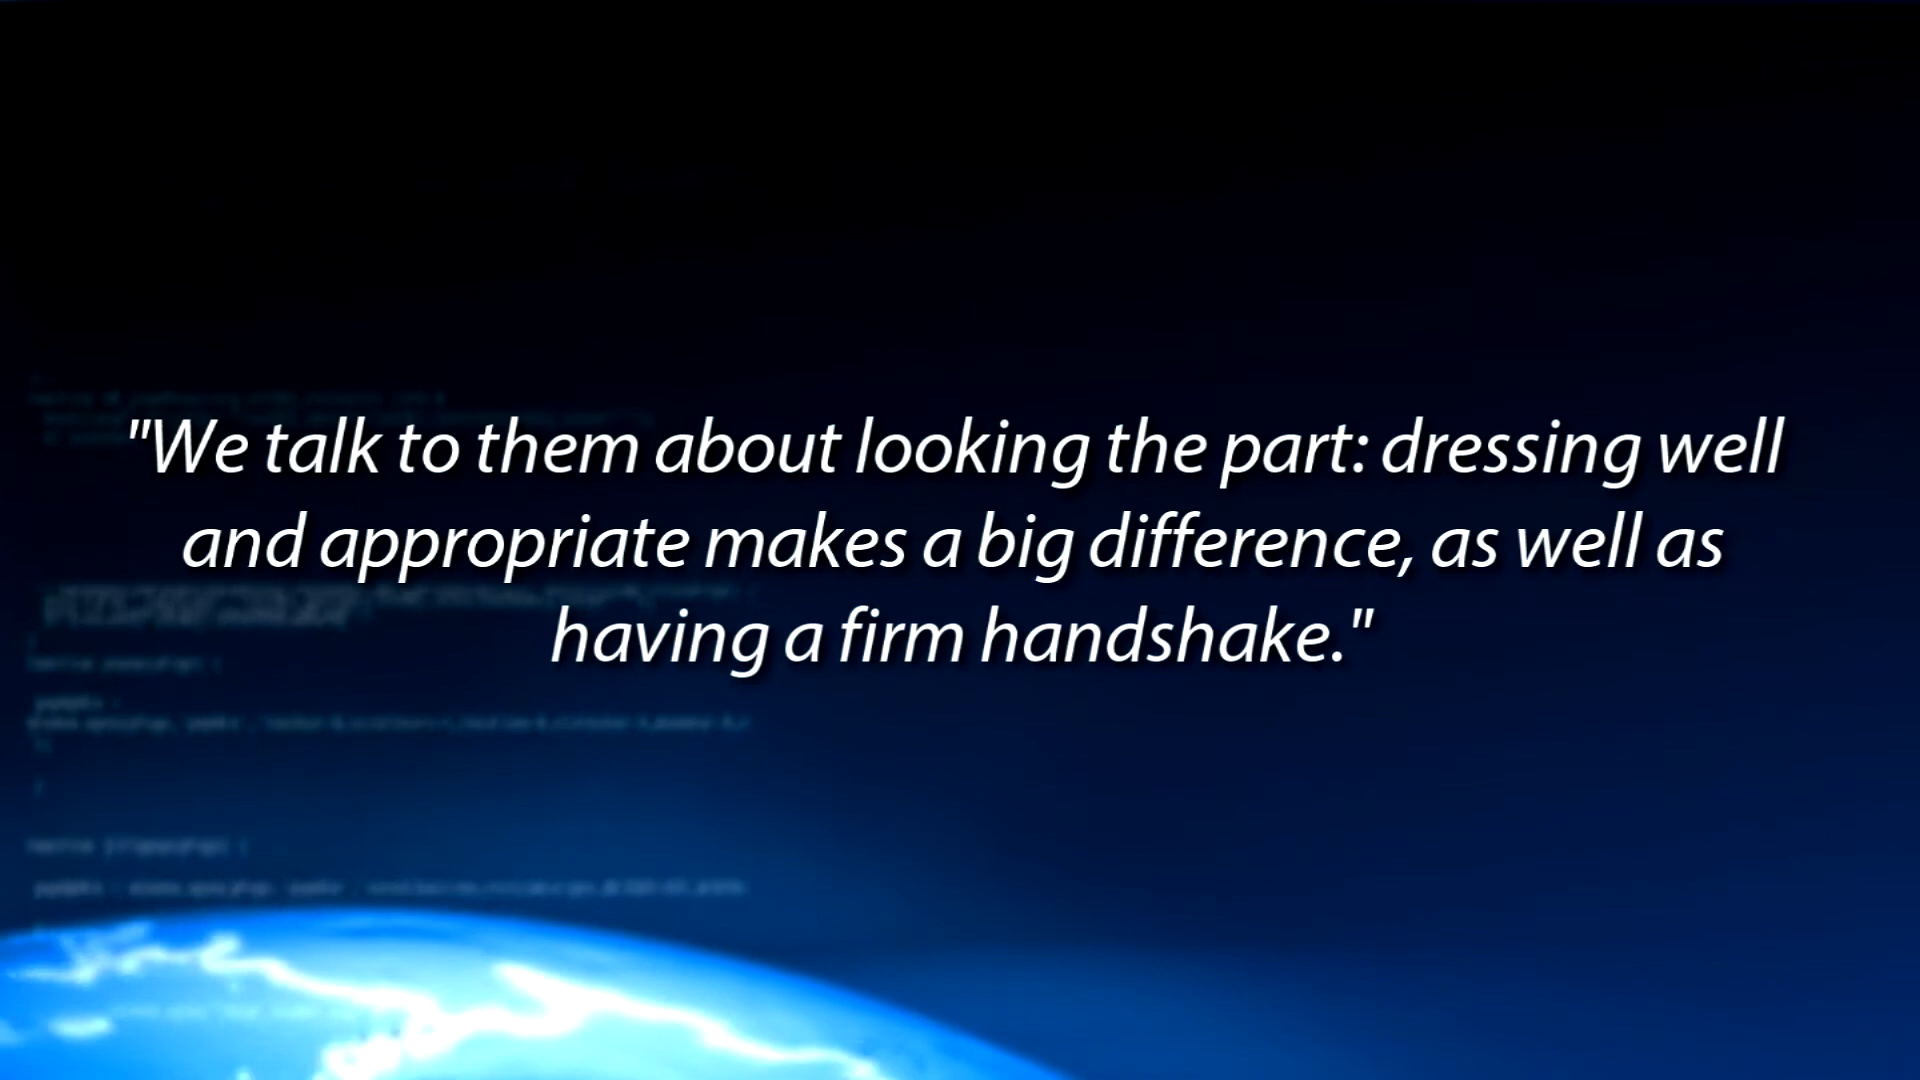 "We talk to them about looking the part: dressing well
and appropriate makes a big difference, as well as
having a firm handshake."